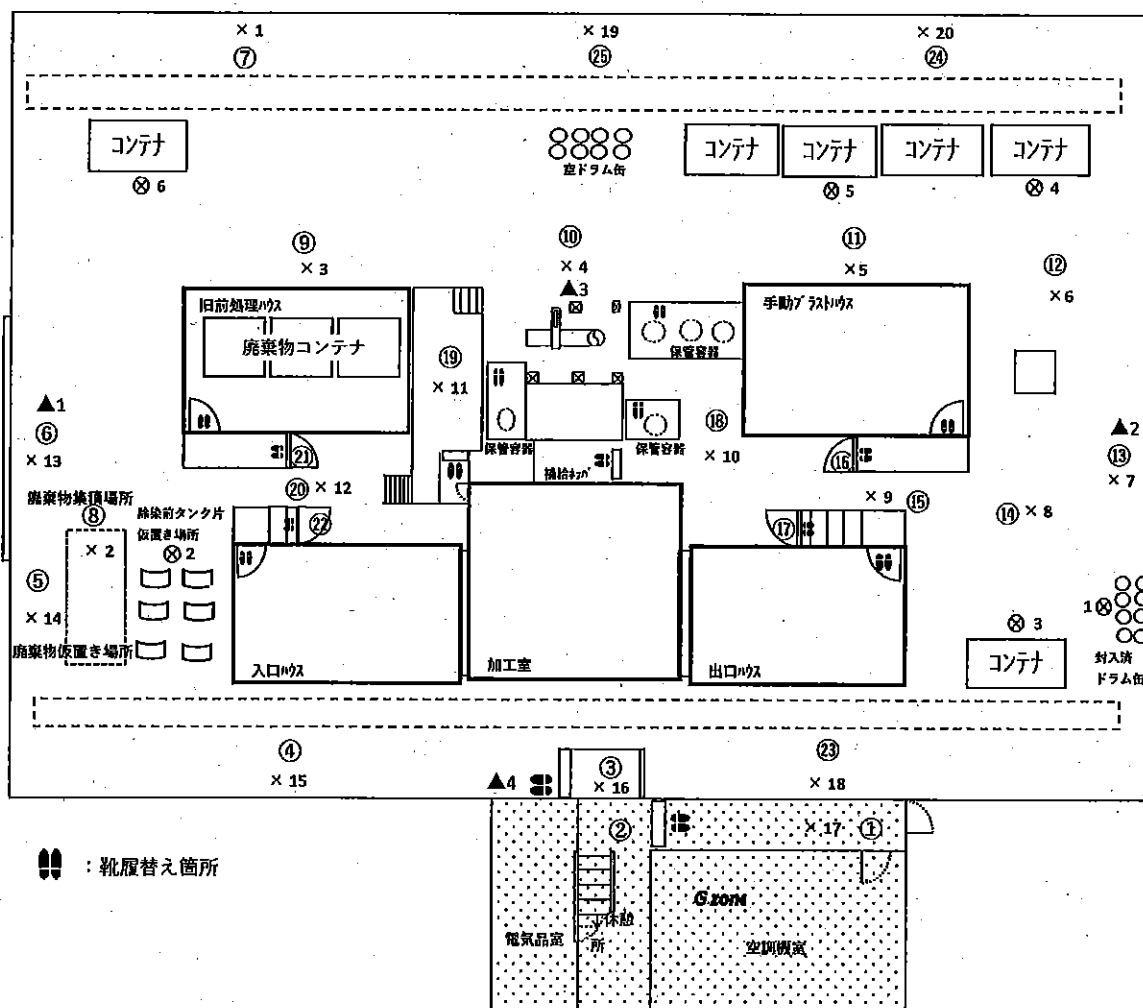 × 1
× 19
× 20
⑦
㉕
㉔
コンテナ
コンテナ
コンテナ
コンテナ
コンテナ
空ドラム缶
⊗ 6
⊗ 5
⊗ 4
⑨
⑩
⑪
⑫
× 3
× 4
× 5
× 6
▲3
旧前処理ハウス
手動ブラストハウス
廃棄物コンテナ
保管容器
⑲
× 11
▲1
⑥
× 13
⑱
× 10
▲2
⑬
× 7
保管容器
保管容器
㉑
⑯
⑳
× 12
× 9
⑮
⑭
× 8
廃棄物集積場所
⑧
× 2
除染前タンク片
仮置き場所
⊗ 2
㉒
⑰
⑤
× 14
廃棄物仮置き場所
入口ハウス
加工室
出口ハウス
⊗ 3
コンテナ
1 ⊗
封入済
ドラム缶
④
× 15
▲4
③
× 16
㉓
× 18
②
× 17
①
：靴履替え箇所
G zone
電気品室
休憩
所
空調機室